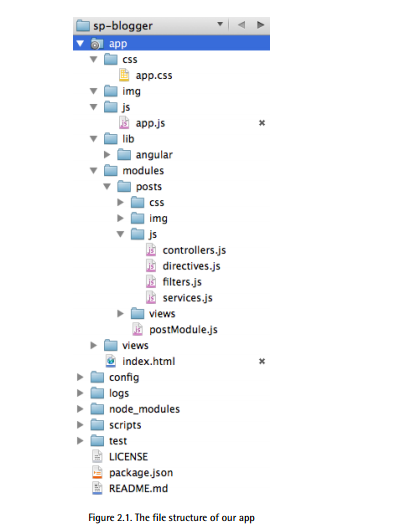 sp-blogger
app
css
app.css
img
js
app.js
lib
angular
modules
posts
css
img
js
controllers.js
directives.js
filters.js
services.js
views
postModule.js
views
index.html
config
logs
node_modules
scripts
test
LICENSE
package.json
README.md
Figure 2.1. The file structure of our app